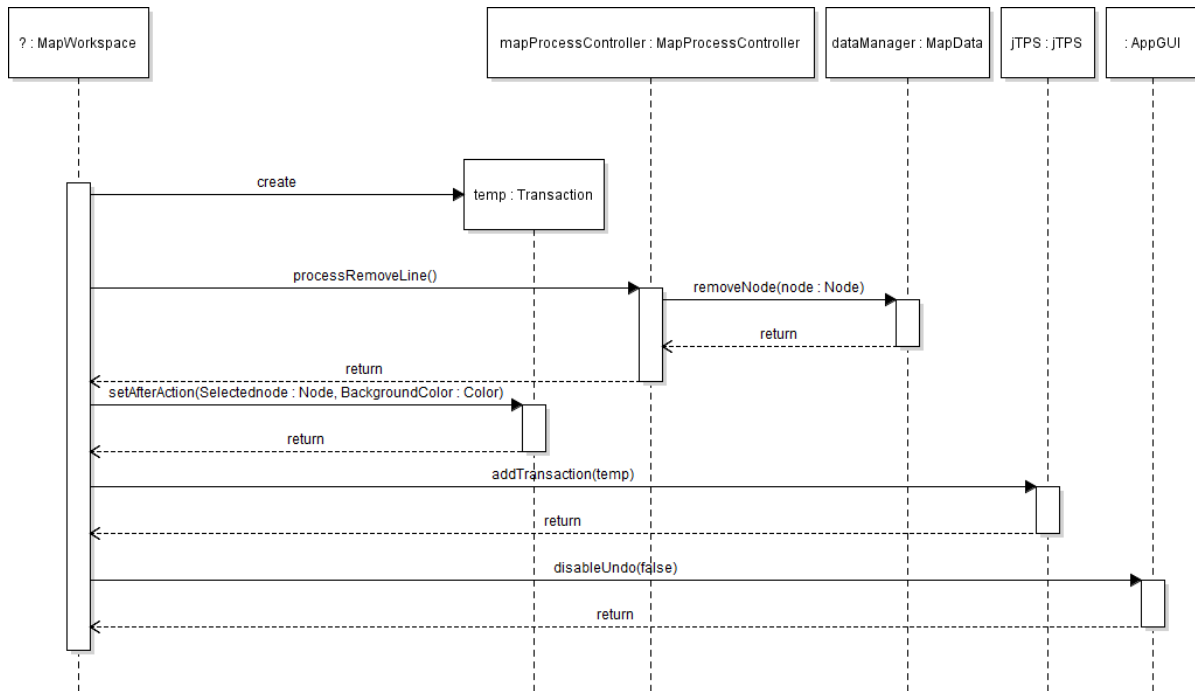 ? : MapWorkspace
mapProcessController : MapProcessController
dataManager : MapData
jTPS : jTPS
: AppGUI
create
temp : Transaction
processRemoveLine()
removeNode(node : Node)
return
return
setAfterAction(Selectednode : Node, BackgroundColor : Color)
return
addTransaction(temp)
return
disableUndo(false)
return